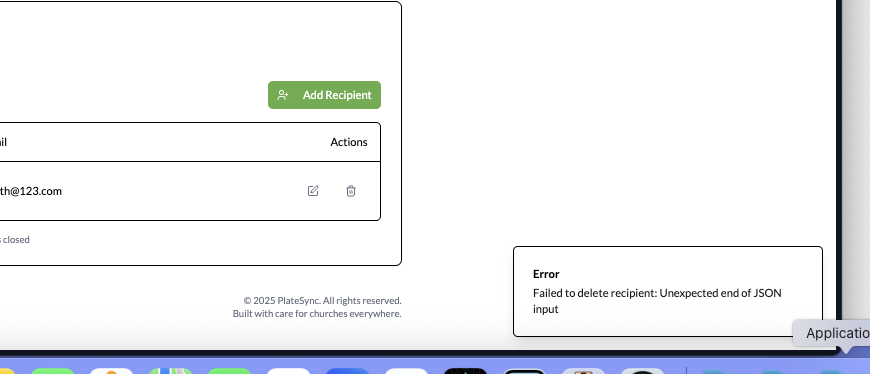 Add Recipient
ail Actions
th@123.com
s closed
Error
Failed to delete recipient: Unexpected end of JSON
input
© 2025 PlateSync. All rights reserved.
Built with care for churches everywhere.
Applicatio